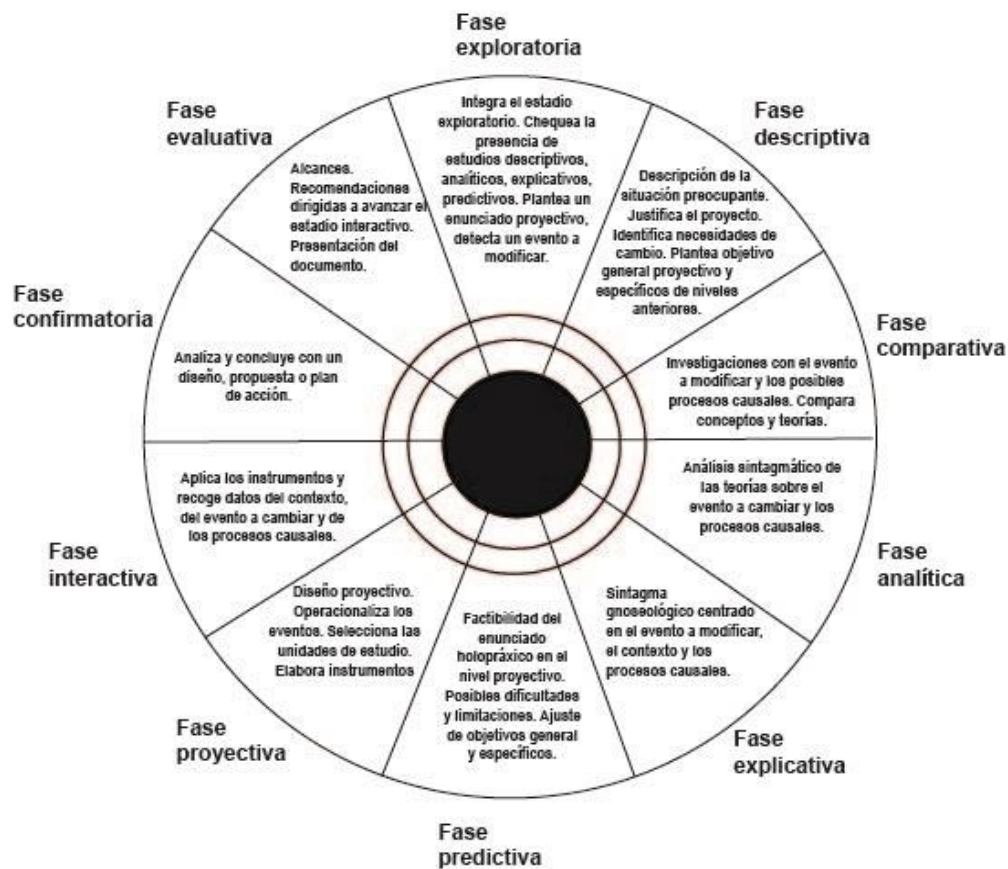 Fase
exploratoria
Integra el estadio
exploratorio. Chequea la
presencia de
estudios descriptivos,
analíticos, explicativos,
predictivos. Plantea un
enunciado proyectivo,
detecta un evento a
modificar.
Fase
descriptiva
Descripción de la
situación preocupante.
Justifica el proyecto.
Identifica necesidades de
cambio. Plantea objetivo
general proyectivo y
específicos de niveles
anteriores.
Fase
comparativa
Investigaciones con el evento
a modificar y los posibles
procesos causales. Compara
conceptos y teorías.
Fase
analítica
Análisis sintagmático de
las teorías sobre el
evento a cambiar y los
procesos causales.
Fase
explicativa
Sintagma
gnoseológico centrado
en el evento a modificar,
el contexto y los
procesos causales.
Fase
predictiva
Factibilidad del
enunciado
holopráxico en el
nivel proyectivo.
Posibles dificultades
y limitaciones. Ajuste
de objetivos general
y específicos.
Fase
proyectiva
Diseño proyectivo.
Operacionaliza los
eventos. Selecciona las
unidades de estudio.
Elabora instrumentos
Fase
interactiva
Aplica los instrumentos y
recoge datos del contexto,
del evento a cambiar y de
los procesos causales.
Fase
confirmatoria
Analiza y concluye con un
diseño, propuesta o plan
de acción.
Fase
evaluativa
Alcances.
Recomendaciones
dirigidas a avanzar el
estadio interactivo.
Presentación del
documento.